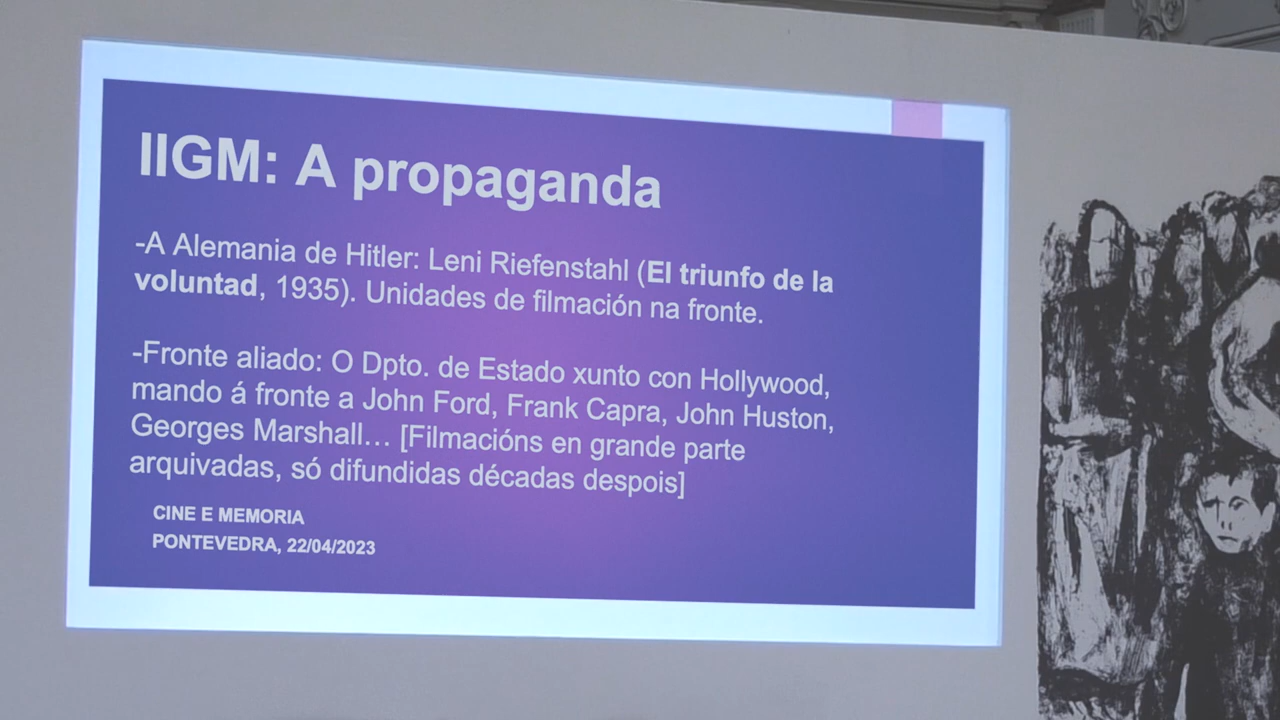 IIGM: A propaganda
-A Alemania de Hitler: Leni Riefenstahl (El triunfo de la
voluntad, 1935). Unidades de filmación na fronte.
-Fronte aliado: O Dpto. de Estado xunto con Hollywood,
mando á fronte a John Ford, Frank Capra, John Huston,
Georges Marshall… [Filmacións en grande parte
arquivadas, só difundidas décadas despois]
CINE E MEMORIA
PONTEVEDRA, 22/04/2023